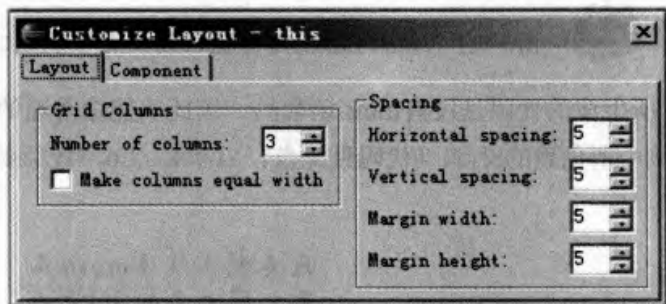 Customize Layout - this
Layout Component
Grid Columns
Number of columns: 3
Make columns equal width
Spacing
Horizontal spacing: 5
Vertical spacing: 5
Margin width: 5
Margin height: 5